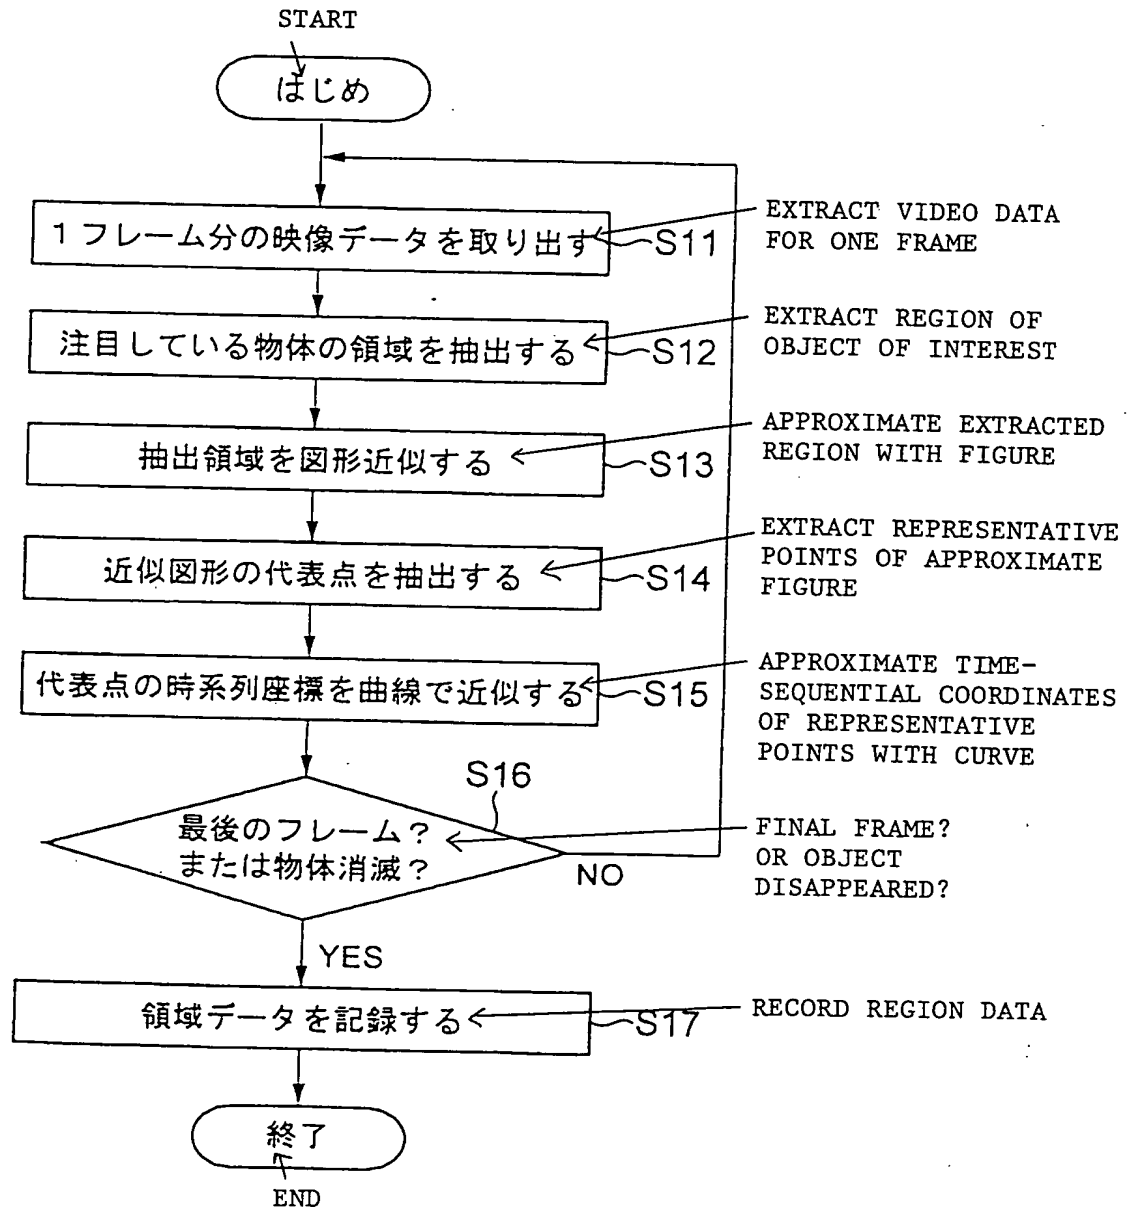 START
はじめ
1フレーム分の映像データを取り出す
S11
EXTRACT VIDEO DATA
FOR ONE FRAME
注目している物体の領域を抽出する
S12
EXTRACT REGION OF
OBJECT OF INTEREST
抽出領域を図形近似する
S13
APPROXIMATE EXTRACTED
REGION WITH FIGURE
近似図形の代表点を抽出する
S14
EXTRACT REPRESENTATIVE
POINTS OF APPROXIMATE
FIGURE
代表点の時系列座標を曲線で近似する
S15
APPROXIMATE TIME-
SEQUENTIAL COORDINATES
OF REPRESENTATIVE
POINTS WITH CURVE
S16
最後のフレーム?
または物体消滅?
FINAL FRAME?
OR OBJECT
DISAPPEARED?
NO
YES
領域データを記録する
S17
RECORD REGION DATA
終了
END